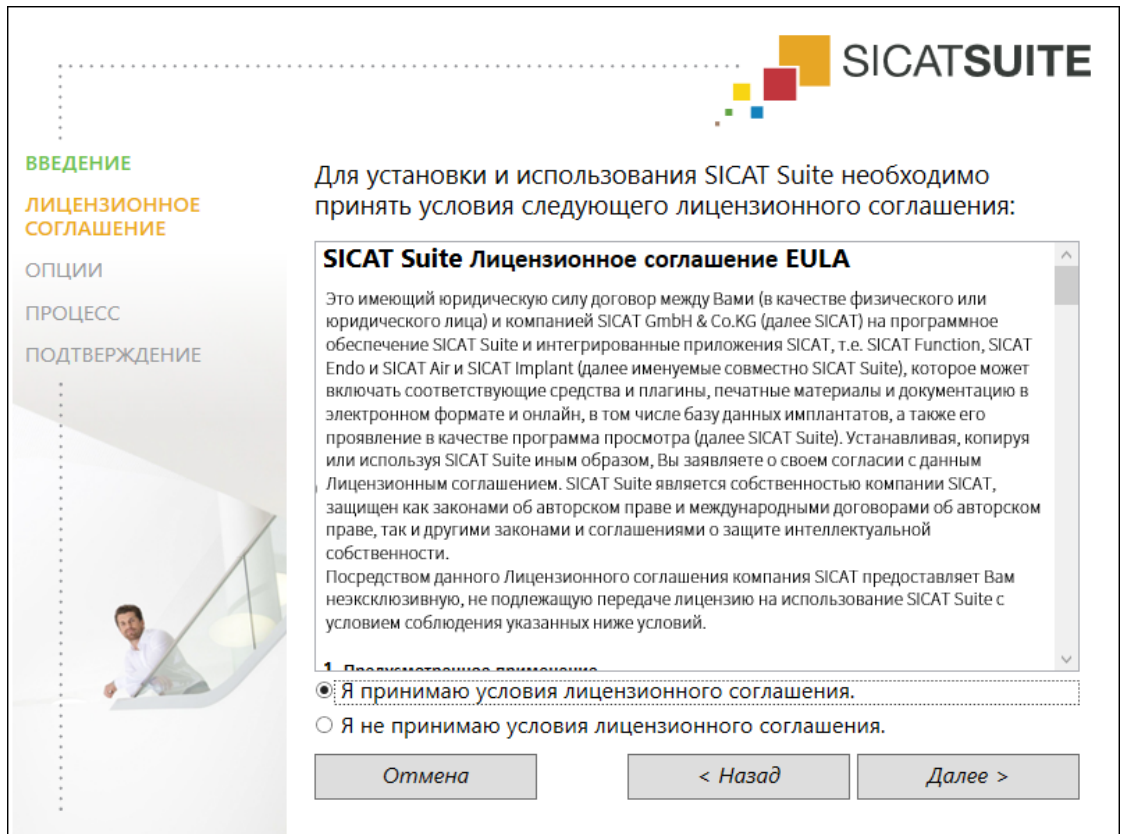 SICATSUITE
ВВЕДЕНИЕ
ЛИЦЕНЗИОННОЕ
СОГЛАШЕНИЕ
ОПЦИИ
ПРОЦЕСС
ПОДТВЕРЖДЕНИЕ
Для установки и использования SICAT Suite необходимо
принять условия следующего лицензионного соглашения:
SICAT Suite Лицензионное соглашение EULA
Это имеющий юридическую силу договор между Вами (в качестве физического или
юридического лица) и компанией SICAT GmbH & Co.KG (далее SICAT) на программное
обеспечение SICAT Suite и интегрированные приложения SICAT, т.е. SICAT Function, SICAT
Endo и SICAT Air и SICAT Implant (далее именуемые совместно SICAT Suite), которое может
включать соответствующие средства и плагины, печатные материалы и документацию в
электронном формате и онлайн, в том числе базу данных имплантатов, а также его
проявление в качестве программа просмотра (далее SICAT Suite). Устанавливая, копируя
или используя SICAT Suite иным образом, Вы заявляете о своем согласии с данным
Лицензионным соглашением. SICAT Suite является собственностью компании SICAT,
защищен как законами об авторском праве и международными договорами об авторском
праве, так и другими законами и соглашениями о защите интеллектуальной
собственности.
Посредством данного Лицензионного соглашения компания SICAT предоставляет Вам
неэксклюзивную, не подлежащую передаче лицензию на использование SICAT Suite с
условием соблюдения указанных ниже условий.
1. Предусмотренное применение
Я принимаю условия лицензионного соглашения.
Я не принимаю условия лицензионного соглашения.
Отмена
< Назад
Далее >